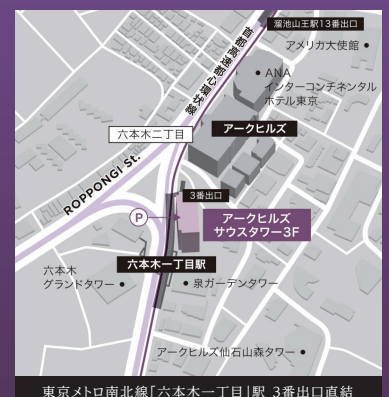 溜池山王駅13番出口
アメリカ大使館
首都高速都心環状線
ANA
インターコンチネンタル
ホテル東京
六本木二丁目
アークヒルズ
ROPPONGI St.
3番出口
P
アークヒルズ
サウスタワー3F
六本木一丁目駅
六本木
グランドタワー
泉ガーデンタワー
アークヒルズ仙石山森タワー
東京メトロ南北線「六本木一丁目」駅 3番出口直結